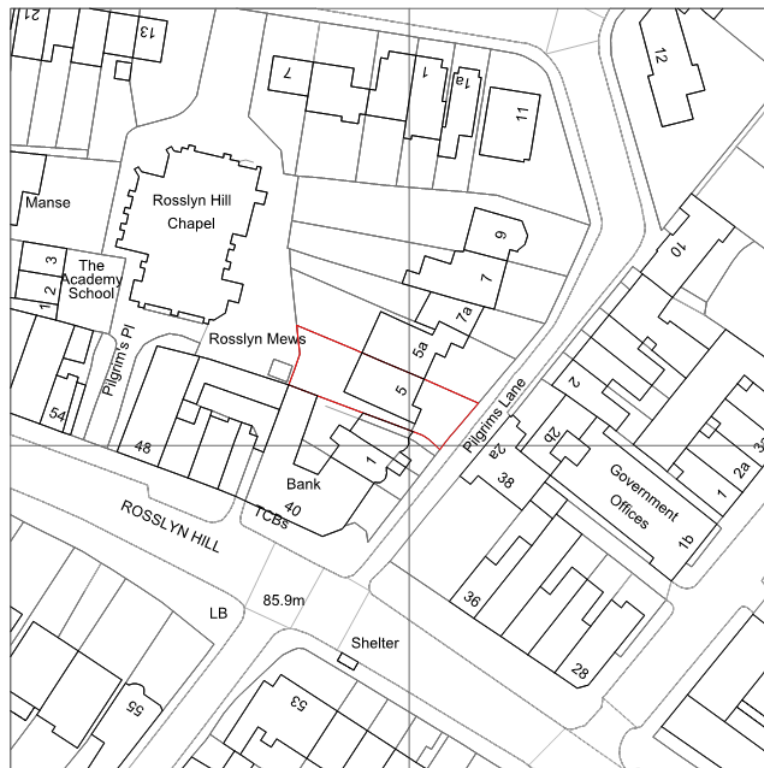 21
13
7
1
1a
11
12
Manse
Rosslyn Hill
Chapel
9
10
3
The
Academy
School
2
1
7
7a
Rosslyn Mews
5a
Pilgrim's Pl
5
Pilgrims Lane
2
54
48
1
2b
2a
3c
2a
38
Government
Offices
1
Bank
40
TCBs
ROSSLYN HILL
1b
36
85.9m
LB
Shelter
28
55
53